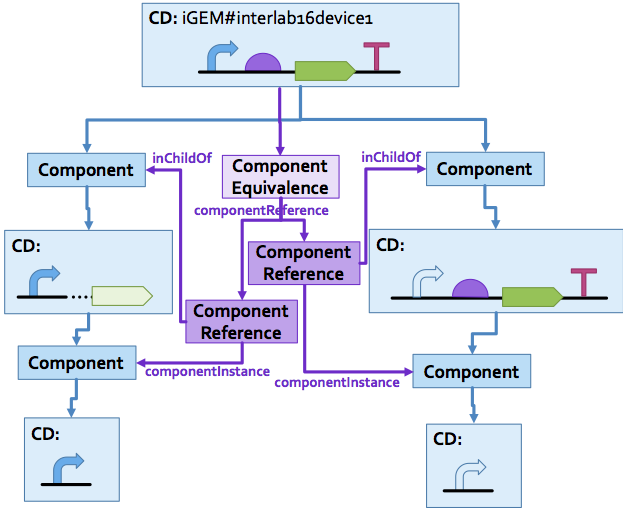 CD: iGEM#interlab16device1
inChildOf
inChildOf
Component
Component
Equivalence
Component
componentReference
CD:
Component
Reference
CD:
Component
Reference
Component
componentInstance
componentInstance
Component
CD:
CD: